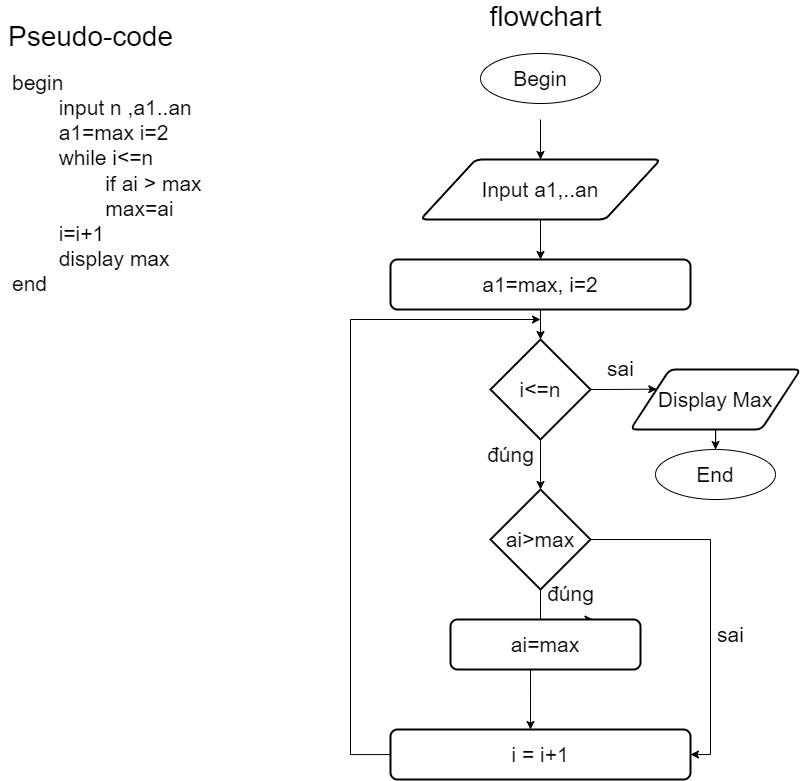 Pseudo-code
begin
input n ,a1..an
a1=max i=2
while i<=n
if ai > max
max=ai
i=i+1
display max
end
flowchart
Begin
Input a1,..an
a1=max, i=2
i<=n
sai
Display Max
End
đúng
ai>max
đúng
sai
ai=max
i = i+1